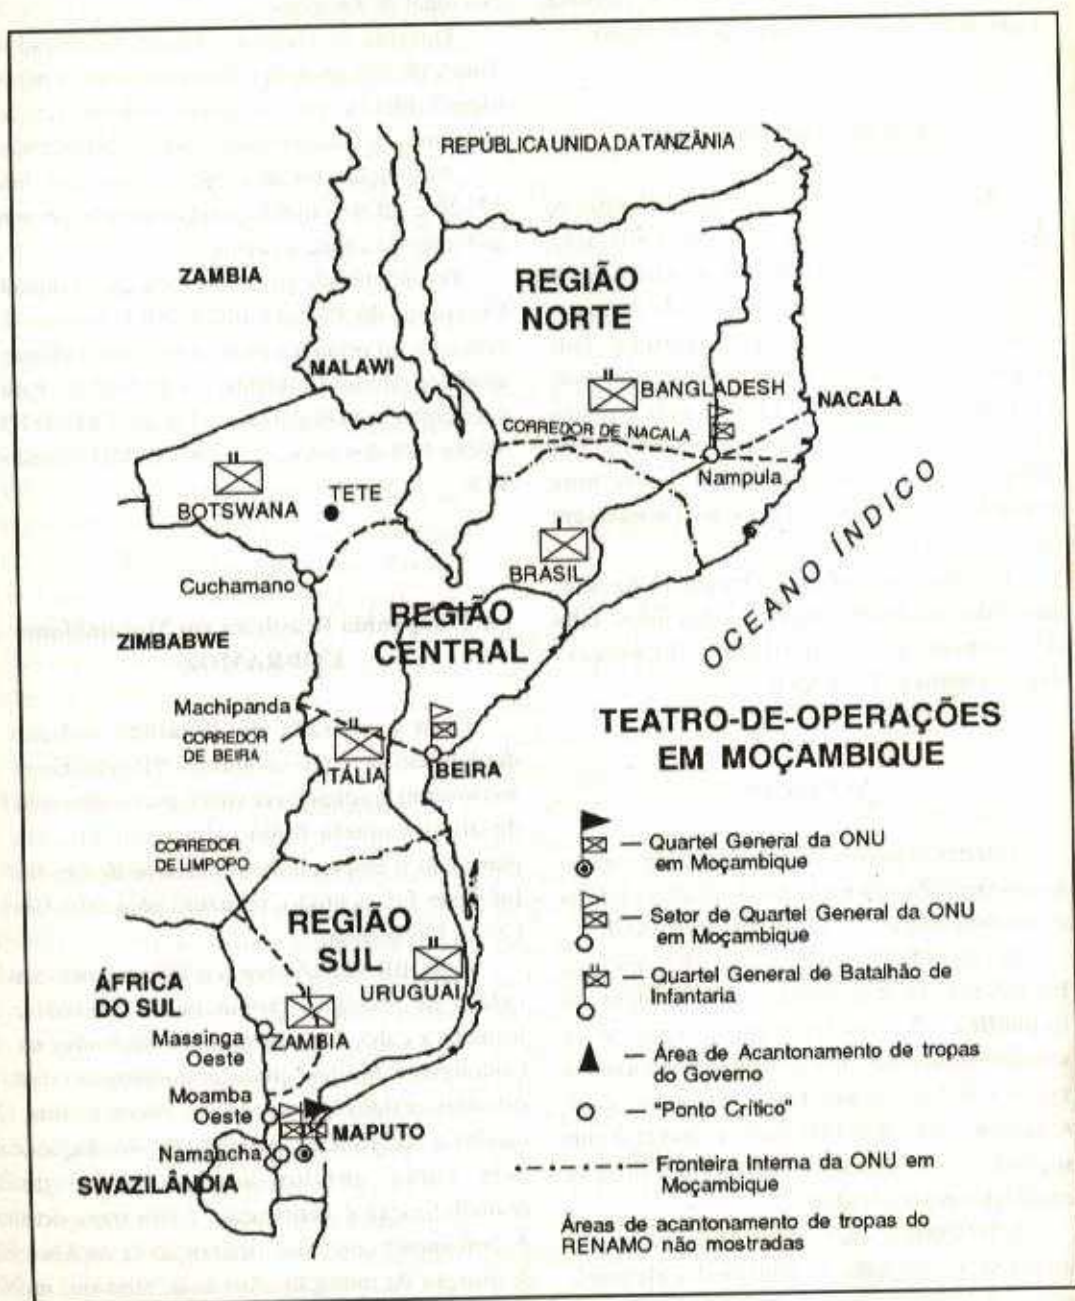 REPÚBLICA UNIDA DA TANZÂNIA
ZAMBIA
REGIÃO
NORTE
MALAWI
BANGLADESH
NACALA
CORREDOR DE NACALA
Nampula
BOTSWANA
TETE
OCEANO ÍNDICO
BRASIL
Cuchamano
REGIÃO
CENTRAL
ZIMBABWE
Machipanda
CORREDOR
DE BEIRA
ITÁLIA
BEIRA
TEATRO-DE-OPERAÇÕES
EM MOÇAMBIQUE
CORREDOR
DE LIMPOPO
REGIÃO
SUL
URUGUAI
ÁFRICA
DO SUL
Massinga
Oeste
ZAMBIA
Moamba
Oeste
MAPUTO
Namaacha
SWAZILÂNDIA
— Quartel General da ONU
em Moçambique
— Setor de Quartel General da ONU
em Moçambique
— Quartel General de Batalhão de
Infantaria
— Área de Acantonamento de tropas
do Governo
— "Ponto Crítico"
— Fronteira Interna da ONU em
Moçambique
Áreas de acantonamento de tropas do
RENAMO não mostradas